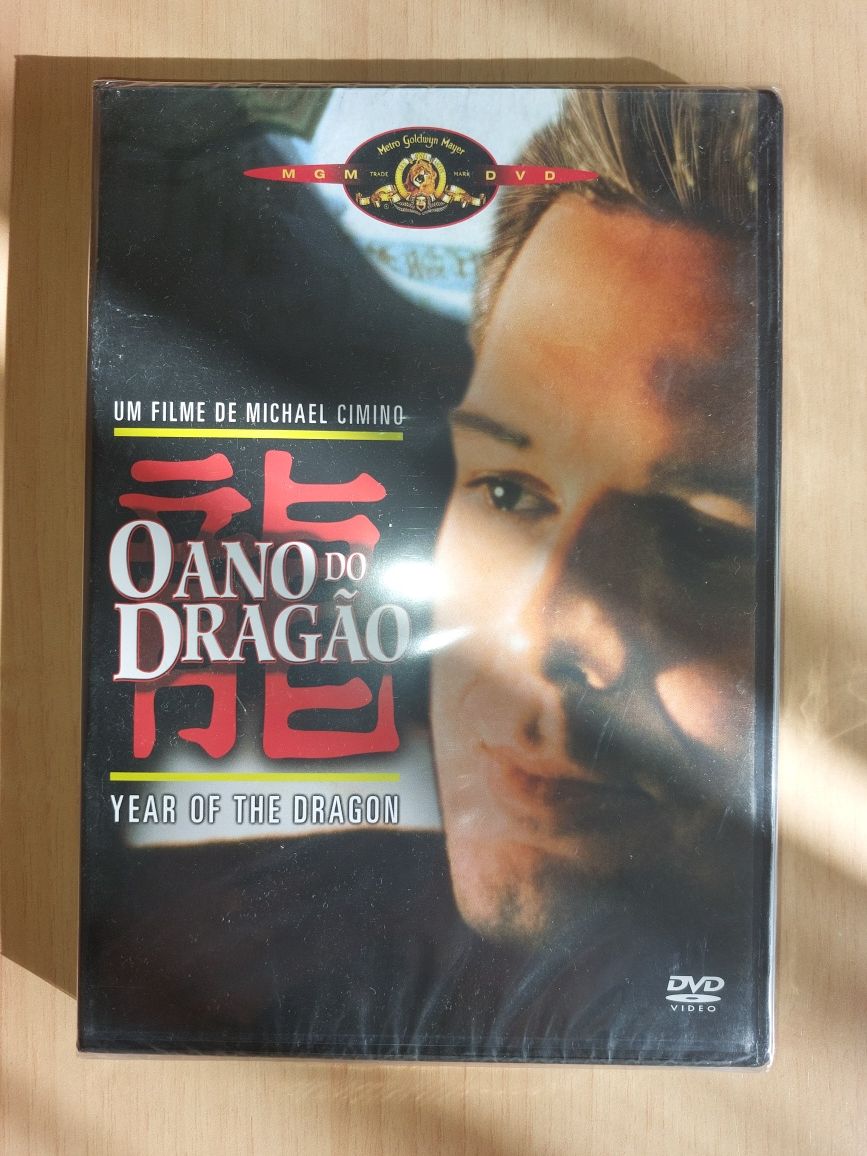 Metro Goldwyn Mayer
MGM TRADE MARK DVD
UM FILME DE MICHAEL CIMINO
龍
O ANO DO
DRAGÃO
YEAR OF THE DRAGON
DVD
VIDEO